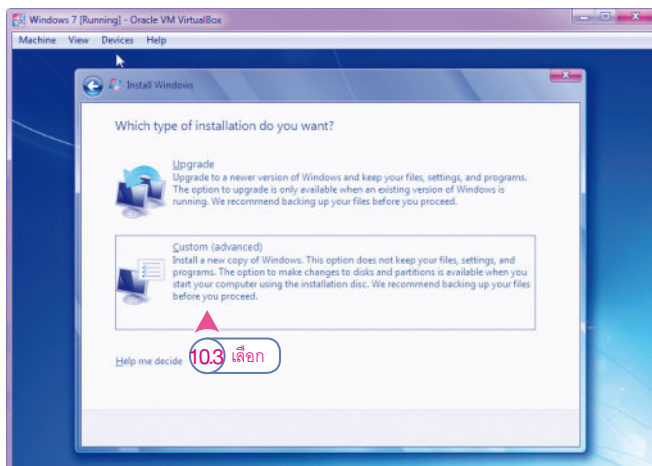 Windows 7 [Running] - Oracle VM VirtualBox
Machine View Devices Help
Install Windows
Which type of installation do you want?
Upgrade
Upgrade to a newer version of Windows and keep your files, settings, and programs.
The option to upgrade is only available when an existing version of Windows is
running. We recommend backing up your files before you proceed.
Custom (advanced)
Install a new copy of Windows. This option does not keep your files, settings, and
programs. The option to make changes to disks and partitions is available when you
start your computer using the installation disc. We recommend backing up your files
before you proceed.
Help me decide
10.3 เลือก